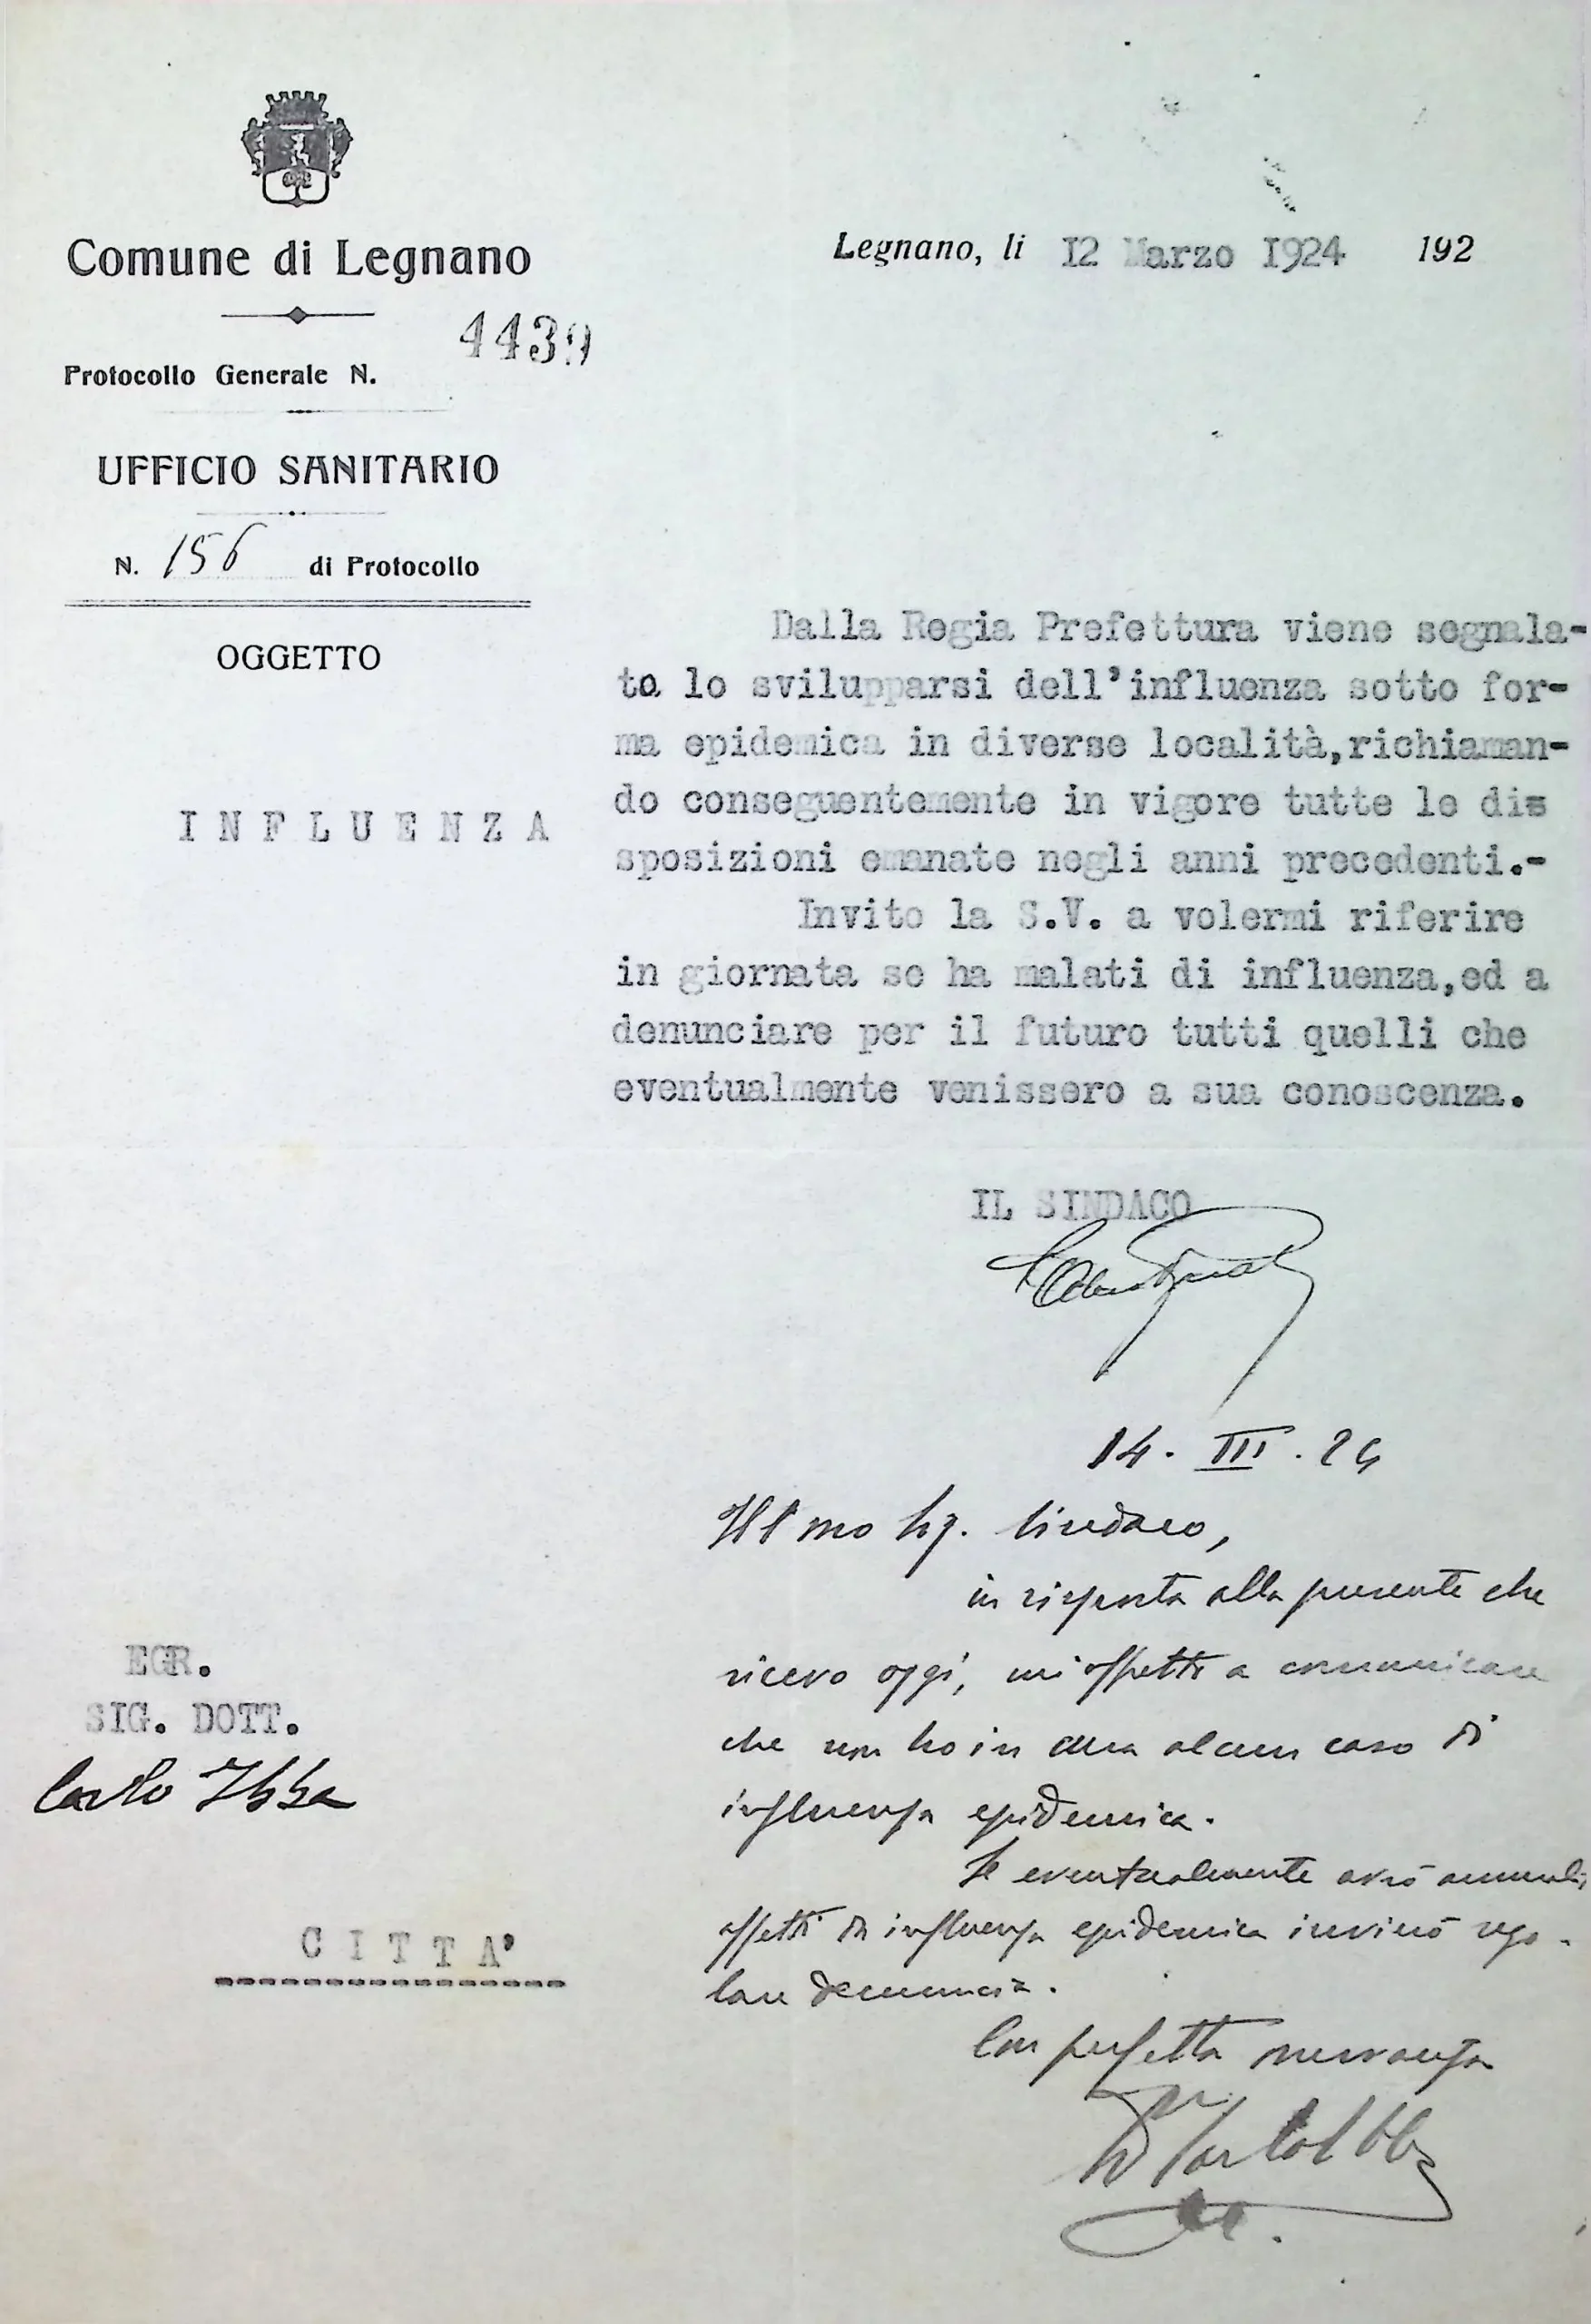 Comune di Legnano
Legnano, li 12 Marzo 1924 192
4439
Protocollo Generale N.
UFFICIO SANITARIO
N. 156 di Protocollo
OGGETTO
INFLUENZA
Dalla Regia Prefettura viene segnala-
to lo svilupparsi dell'influenza sotto for-
ma epidemica in diverse località,richiaman-
do conseguentemente in vigore tutte le dis
sposizioni emanate negli anni precedenti.-
Invito la S.V. a volermi riferire
in giornata se ha malati di influenza,ed a
denunciare per il futuro tutti quelli che
eventualmente venissero a sua conoscenza.
IL SINDACO
14. III. 24
Ill mo Sig. Sindaco,
in risposta alla presente che
ricevo oggi, mi affretto a comunicare
che non ho in cura alcun caso di
influenza epidemica.
Se eventualmente avrò ammalati
affetti di influenza epidemica invierò rego-
lare denuncia.
Con perfetta osservanza
EGR.
SIG. DOTT.
Carlo Ibba
CITTA'